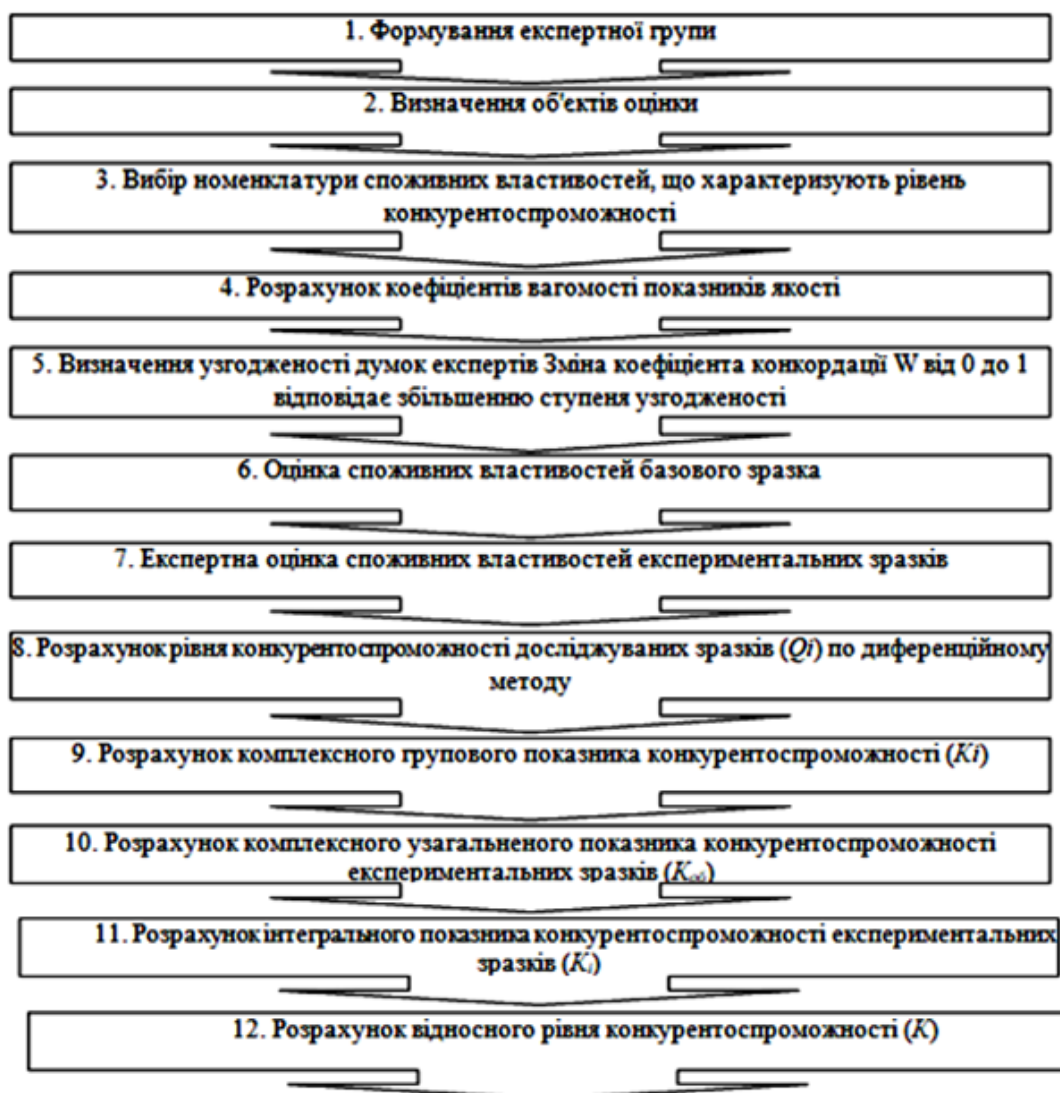 1. Формування експертної групи
2. Визначення об'єктів оцінки
3. Вибір номенклатури споживних властивостей, що характеризують рівень
конкурентоспроможності
4. Розрахунок коефіцієнтів вагомості показників якості
5. Визначення узгодженості думок експертів Зміна коефіцієнта конкордації W від 0 до 1
відповідає збільшенню ступеня узгодженості
6. Оцінка споживних властивостей базового зразка
7. Експертна оцінка споживних властивостей експериментальних зразків
8. Розрахунок рівня конкурентоспроможності досліджуваних зразків (Qi) по диференційному
методу
9. Розрахунок комплексного групового показника конкурентоспроможності (Ki)
10. Розрахунок комплексного узагальненого показника конкурентоспроможності
експериментальних зразків (Kоб)
11. Розрахунок інтегрального показника конкурентоспроможності експериментальних
зразків (Ki)
12. Розрахунок відносного рівня конкурентоспроможності (K)